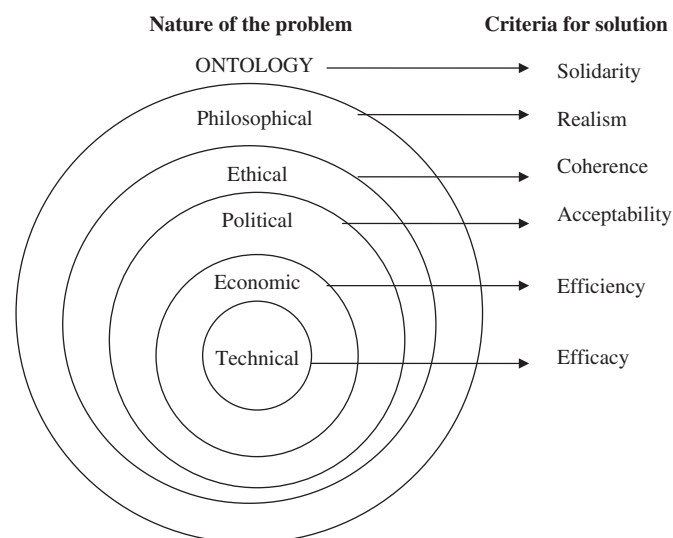 Nature of the problem Criteria for solution
ONTOLOGY Solidarity
Philosophical Realism
Ethical Coherence
Political Acceptability
Economic Efficiency
Technical Efficacy